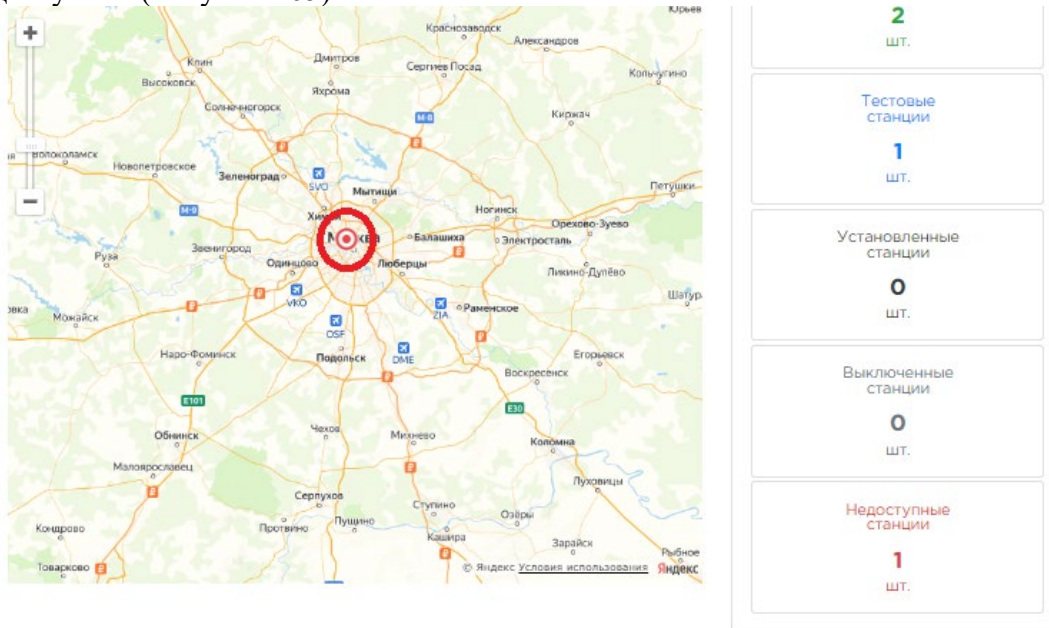 Краснозаводск
Александров
Клин
Дмитров
Сергиев Посад
Кольчугино
Высоковск
Яхрома
Солнечногорск
М-8
Киржач
Волоколамск
Новопетровское
Зеленоград
SVO
Мытищи
Петушки
М-9
Ногинск
Орехово-Зуево
Звенигород
Балашиха
Электросталь
Руза
Одинцово
Люберцы
Ликино-Дулёво
VKO
ZIA
Раменское
Можайск
OSF
Наро-Фоминск
Подольск
DME
Егорьевск
Воскресенск
E101
E30
Обнинск
Чехов
Михнево
Коломна
Малоярославец
Луховицы
Серпухов
Ступино
Озёры
Кондрово
Протвино
Пущино
Кашира
Зарайск
Рыбное
Товарково
© Яндекс Условия использования Яндекс
2
шт.
Тестовые
станции
1
шт.
Установленные
станции
0
шт.
Выключенные
станции
0
шт.
Недоступные
станции
1
шт.